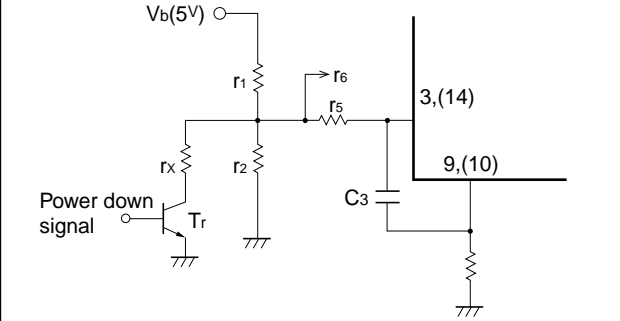 Vb(5V)
r1
r6
r5
3,(14)
rX
r2
9,(10)
C3
Power down
signal
Tr